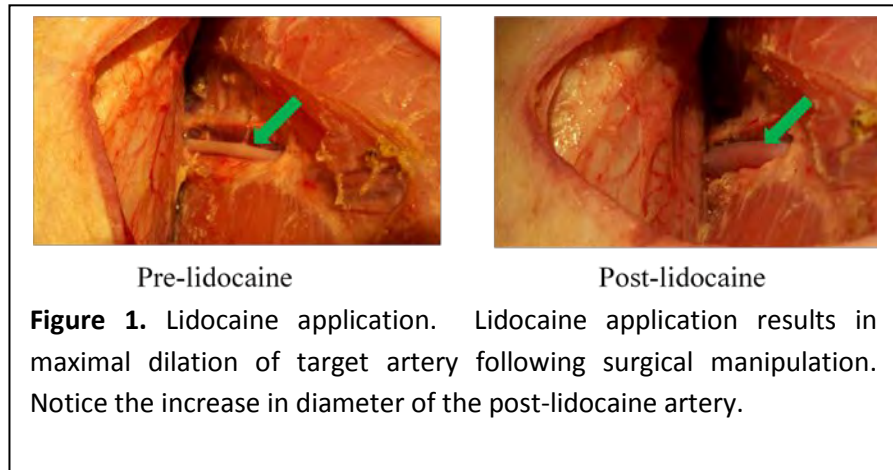 Pre-lidocaine
Post-lidocaine
Figure 1. Lidocaine application. Lidocaine application results in
maximal dilation of target artery following surgical manipulation.
Notice the increase in diameter of the post-lidocaine artery.